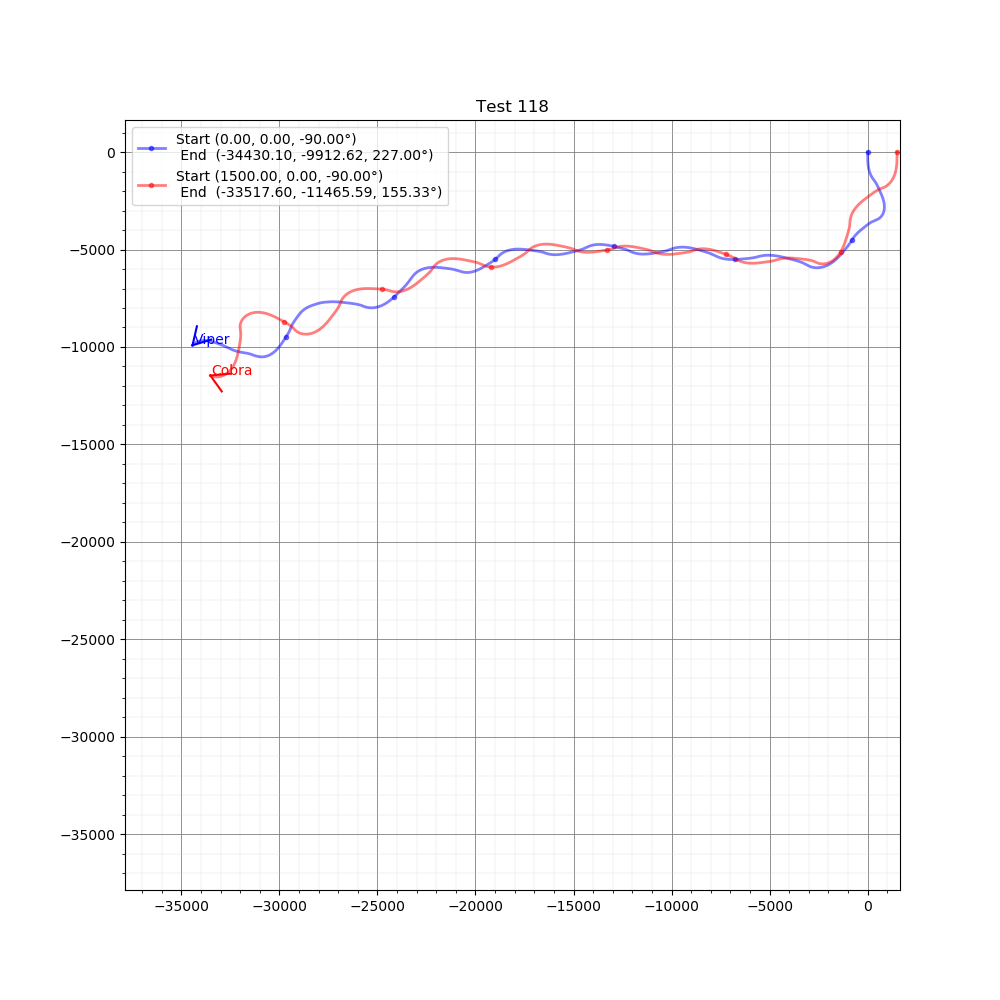 Test 118
Start (0.00, 0.00, -90.00°)
End  (-34430.10, -9912.62, 227.00°)
Start (1500.00, 0.00, -90.00°)
End  (-33517.60, -11465.59, 155.33°)
0
−5000
−10000
−15000
−20000
−25000
−30000
−35000
Viper
Cobra
−35000 −30000 −25000 −20000 −15000 −10000 −5000 0